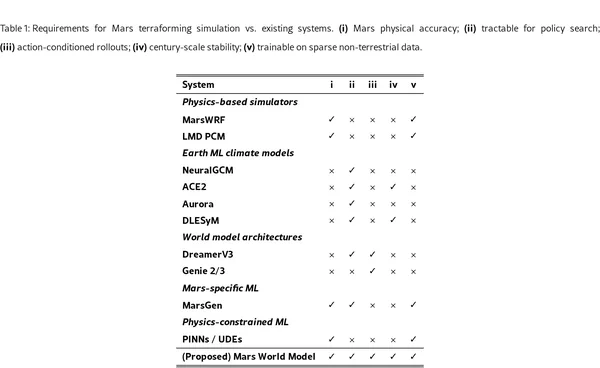 Table 1: Requirements for Mars terraforming simulation vs. existing systems. (i) Mars physical accuracy; (ii) tractable for policy search;
(iii) action-conditioned rollouts; (iv) century-scale stability; (v) trainable on sparse non-terrestrial data.
System i ii iii iv v
Physics-based simulators
MarsWRF ✓ × × × ✓
LMD PCM ✓ × × × ✓
Earth ML climate models
NeuralGCM × ✓ × × ×
ACE2 × ✓ × ✓ ×
Aurora × ✓ × × ×
DLESyM × ✓ × ✓ ×
World model architectures
DreamerV3 × ✓ ✓ × ×
Genie 2/3 × × ✓ × ×
Mars-specific ML
MarsGen ✓ ✓ × × ✓
Physics-constrained ML
PINNs / UDEs ✓ × × × ✓
(Proposed) Mars World Model ✓ ✓ ✓ ✓ ✓